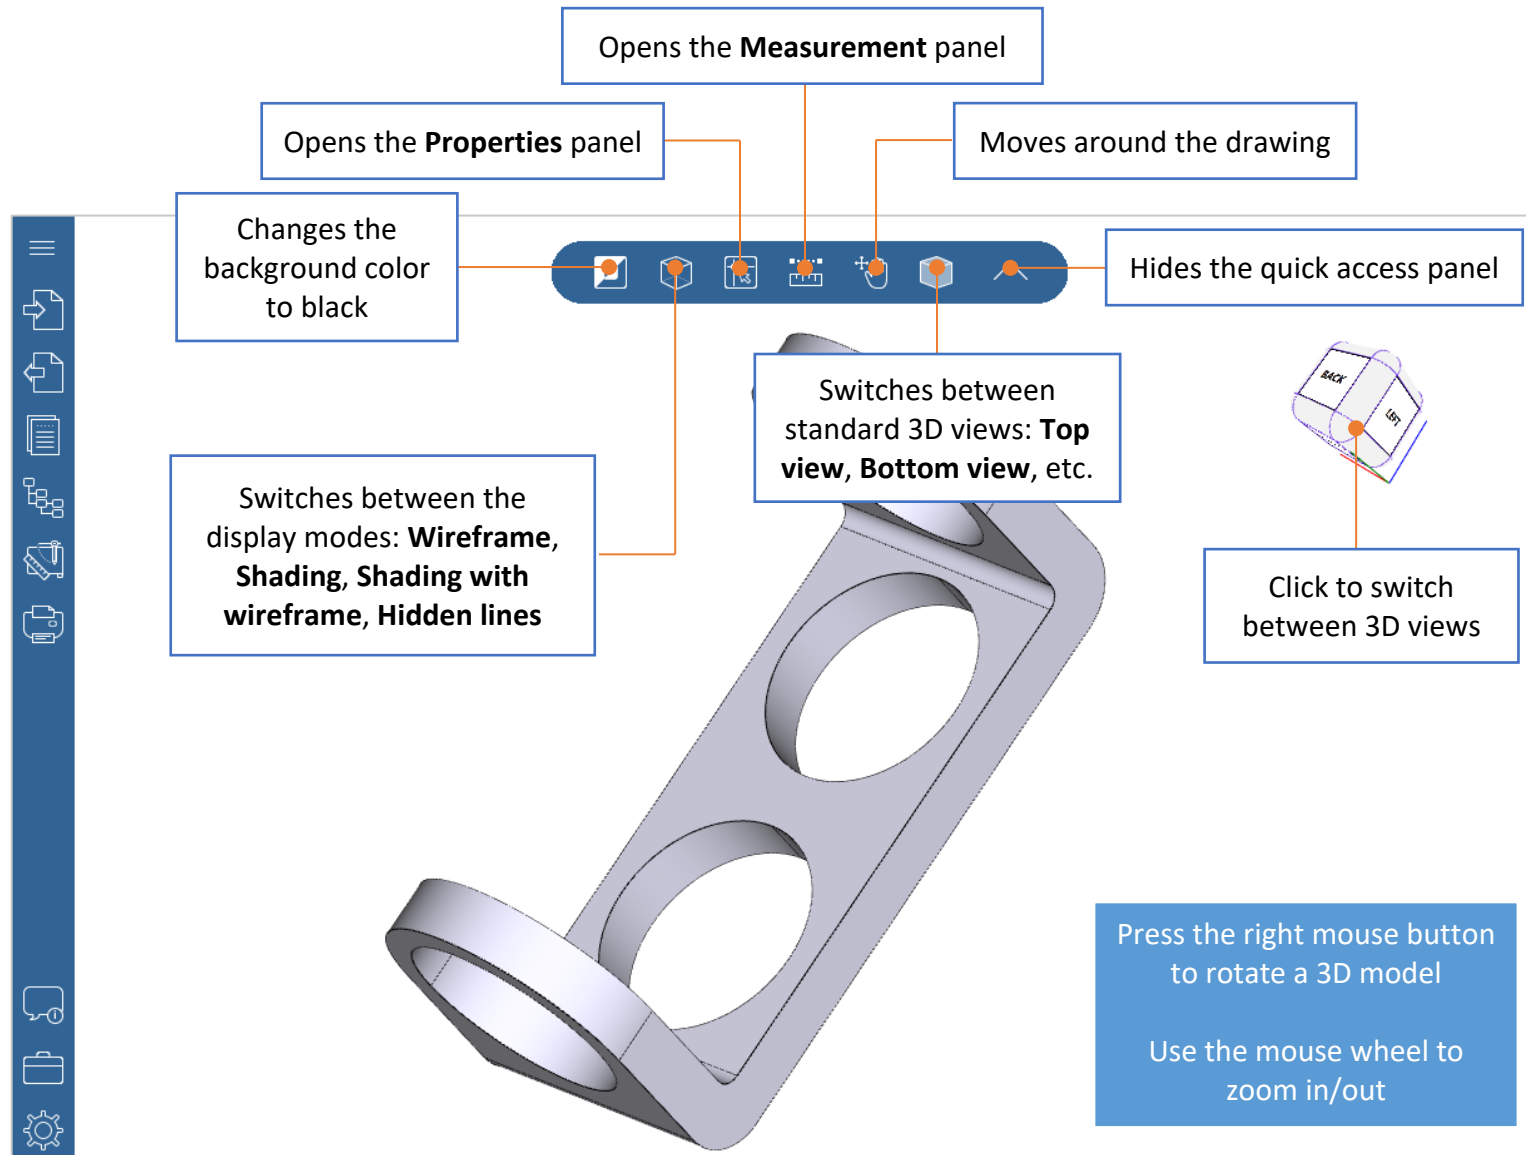 Opens the Measurement panel
Opens the Properties panel
Moves around the drawing
Changes the
background color
to black
Hides the quick access panel
Switches between
standard 3D views: Top
view, Bottom view, etc.
BACK
LEFT
Switches between the
display modes: Wireframe,
Shading, Shading with
wireframe, Hidden lines
Click to switch
between 3D views
Press the right mouse button
to rotate a 3D model
Use the mouse wheel to
zoom in/out